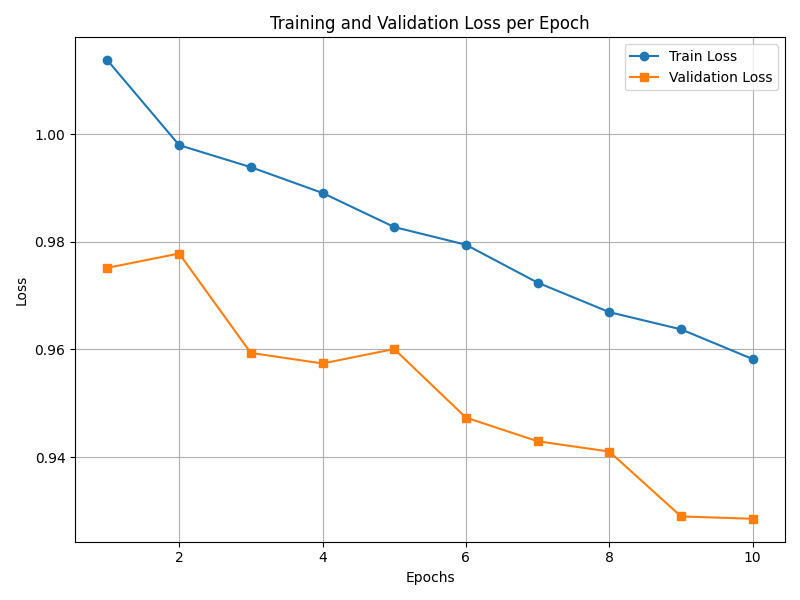 Training and Validation Loss per Epoch
Train Loss
Validation Loss
1.00
0.98
0.96
0.94
Loss
2 4 6 8 10
Epochs